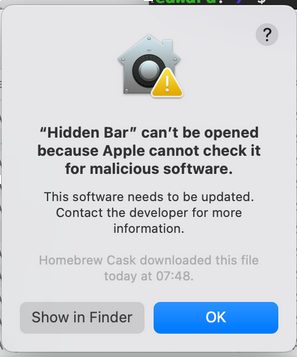 ?
“Hidden Bar” can’t be opened
because Apple cannot check it
for malicious software.
This software needs to be updated.
Contact the developer for more
information.
Homebrew Cask downloaded this file
today at 07:48.
Show in Finder
OK